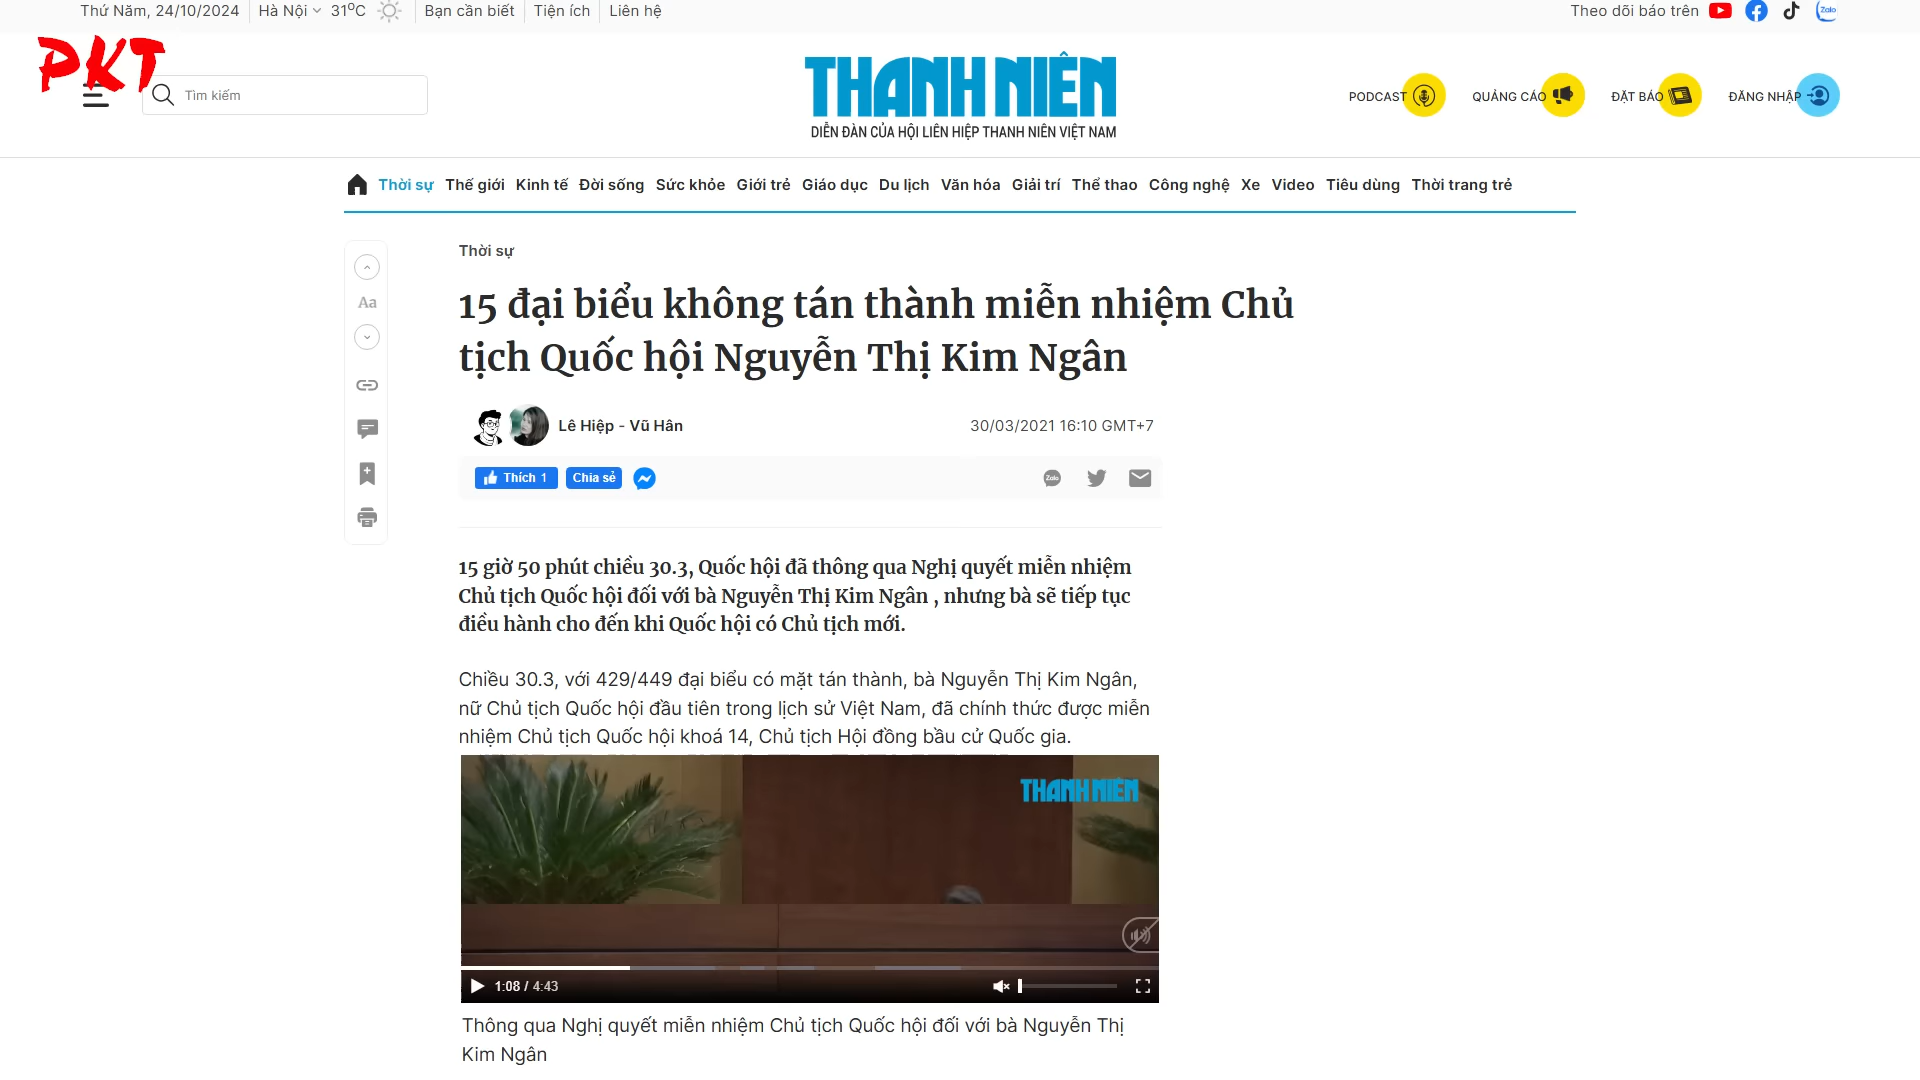 Thứ Năm, 24/10/2024 Hà Nội 31⁰C Bạn cần biết Tiện ích Liên hệ Theo dõi báo trên Zalo
PKT
Tìm kiếm
THANH NIÊN
DIỄN ĐÀN CỦA HỘI LIÊN HIỆP THANH NIÊN VIỆT NAM
PODCAST QUẢNG CÁO ĐẶT BÁO ĐĂNG NHẬP
Thời sự Thế giới Kinh tế Đời sống Sức khỏe Giới trẻ Giáo dục Du lịch Văn hóa Giải trí Thể thao Công nghệ Xe Video Tiêu dùng Thời trang trẻ
Thời sự
Aa
15 đại biểu không tán thành miễn nhiệm Chủ
tịch Quốc hội Nguyễn Thị Kim Ngân
Lê Hiệp - Vũ Hân 30/03/2021 16:10 GMT+7
Thích 1 Chia sẻ Zalo
15 giờ 50 phút chiều 30.3, Quốc hội đã thông qua Nghị quyết miễn nhiệm
Chủ tịch Quốc hội đối với bà Nguyễn Thị Kim Ngân , nhưng bà sẽ tiếp tục
điều hành cho đến khi Quốc hội có Chủ tịch mới.
Chiều 30.3, với 429/449 đại biểu có mặt tán thành, bà Nguyễn Thị Kim Ngân,
nữ Chủ tịch Quốc hội đầu tiên trong lịch sử Việt Nam, đã chính thức được miễn
nhiệm Chủ tịch Quốc hội khoá 14, Chủ tịch Hội đồng bầu cử Quốc gia.
THANH NIÊN
1:08 / 4:43
Thông qua Nghị quyết miễn nhiệm Chủ tịch Quốc hội đối với bà Nguyễn Thị
Kim Ngân